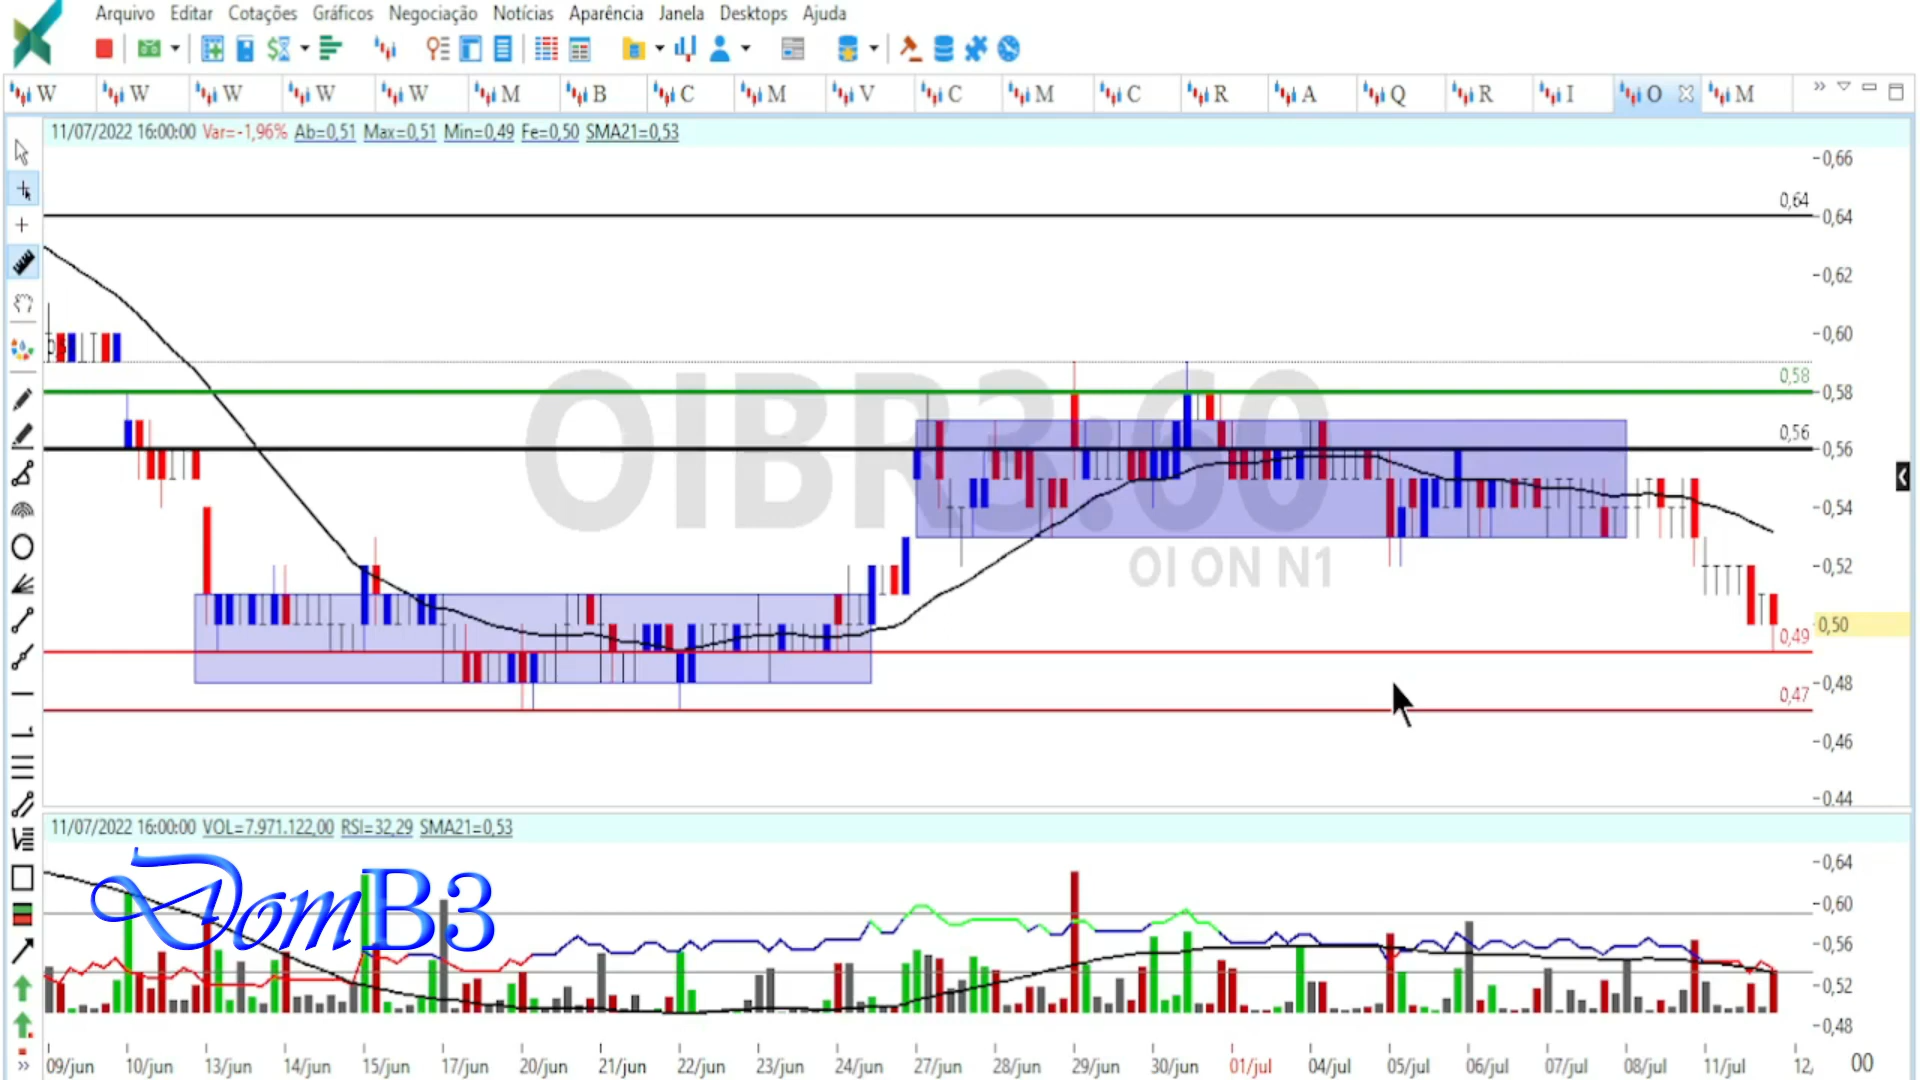 Arquivo Editar Cotações Gráficos Negociação Notícias Aparência Janela Desktops Ajuda
W W W W W M B C M V C M C R A Q R I O M
11/07/2022 16:00:00 Var=-1,96% Ab=0,51 Max=0,51 Min=0,49 Fe=0,50 SMA21=0,53
0,66
0,64
0,64
0,62
0,60
0,58
0,58
0,56
0,56
0,54
0,52
0,50
0,49
0,48
0,47
0,46
0.44
OIBR3:60
OI ON N1
11/07/2022 16:00:00 VOL=7.971.122,00 RSI=32,29 SMA21=0,53
DomB3
0,64
0,60
0,56
0,52
0,48
09/jun 10/jun 13/jun 14/jun 15/jun 17/jun 20/jun 21/jun 22/jun 23/jun 24/jun 27/jun 28/jun 29/jun 30/jun 01/jul 04/jul 05/jul 06/jul 07/jul 08/jul 11/jul 12, 00